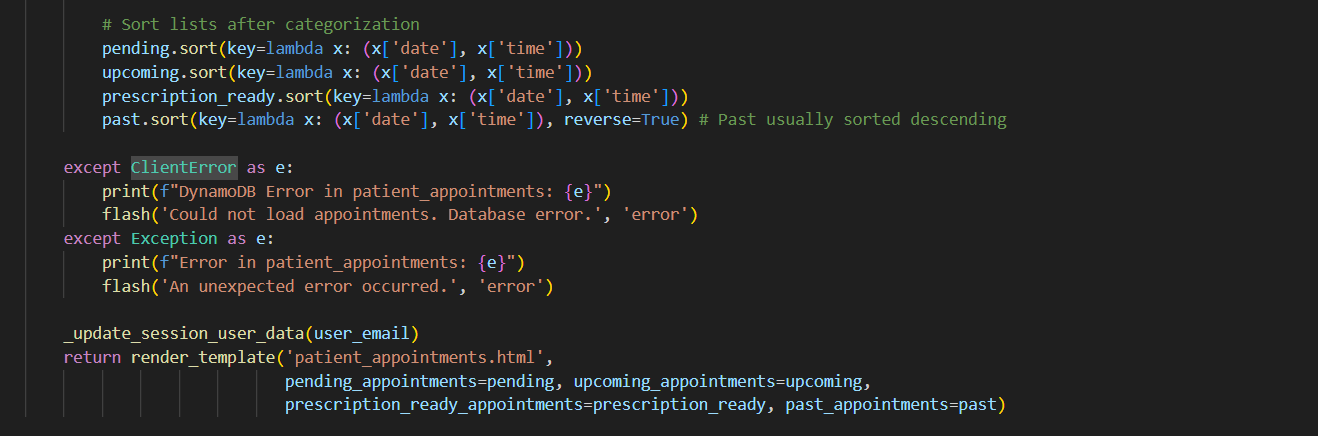 # Sort lists after categorization
pending.sort(key=lambda x: (x['date'], x['time']))
upcoming.sort(key=lambda x: (x['date'], x['time']))
prescription_ready.sort(key=lambda x: (x['date'], x['time']))
past.sort(key=lambda x: (x['date'], x['time']), reverse=True) # Past usually sorted descending
except ClientError as e:
print(f"DynamoDB Error in patient_appointments: {e}")
flash('Could not load appointments. Database error.', 'error')
except Exception as e:
print(f"Error in patient_appointments: {e}")
flash('An unexpected error occurred.', 'error')
_update_session_user_data(user_email)
return render_template('patient_appointments.html',
pending_appointments=pending, upcoming_appointments=upcoming,
prescription_ready_appointments=prescription_ready, past_appointments=past)